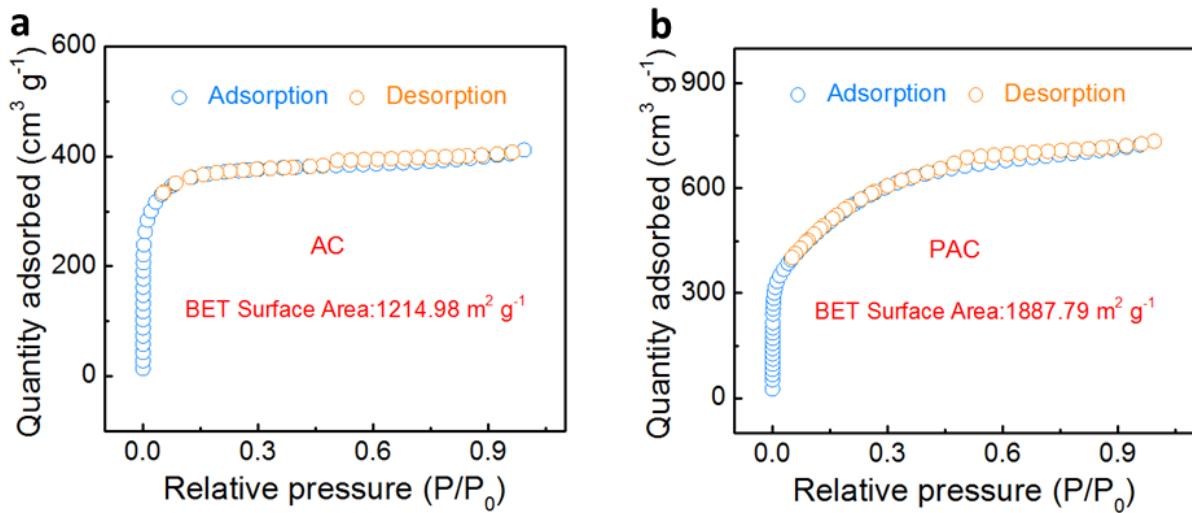 a
Quantity adsorbed (cm³ g⁻¹)
600
400
200
0
Adsorption
Desorption
AC
BET Surface Area:1214.98 m² g⁻¹
0.0 0.3 0.6 0.9
Relative pressure (P/P₀)
b
Quantity adsorbed (cm³ g⁻¹)
900
600
300
0
Adsorption
Desorption
PAC
BET Surface Area:1887.79 m² g⁻¹
0.0 0.3 0.6 0.9
Relative pressure (P/P₀)